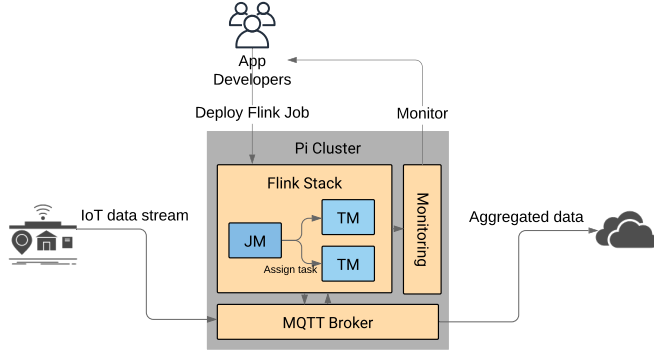 App
Developers
Deploy Flink Job
Monitor
Pi Cluster
Flink Stack
TM
JM
Assign task
TM
Monitoring
IoT data stream
Aggregated data
MQTT Broker